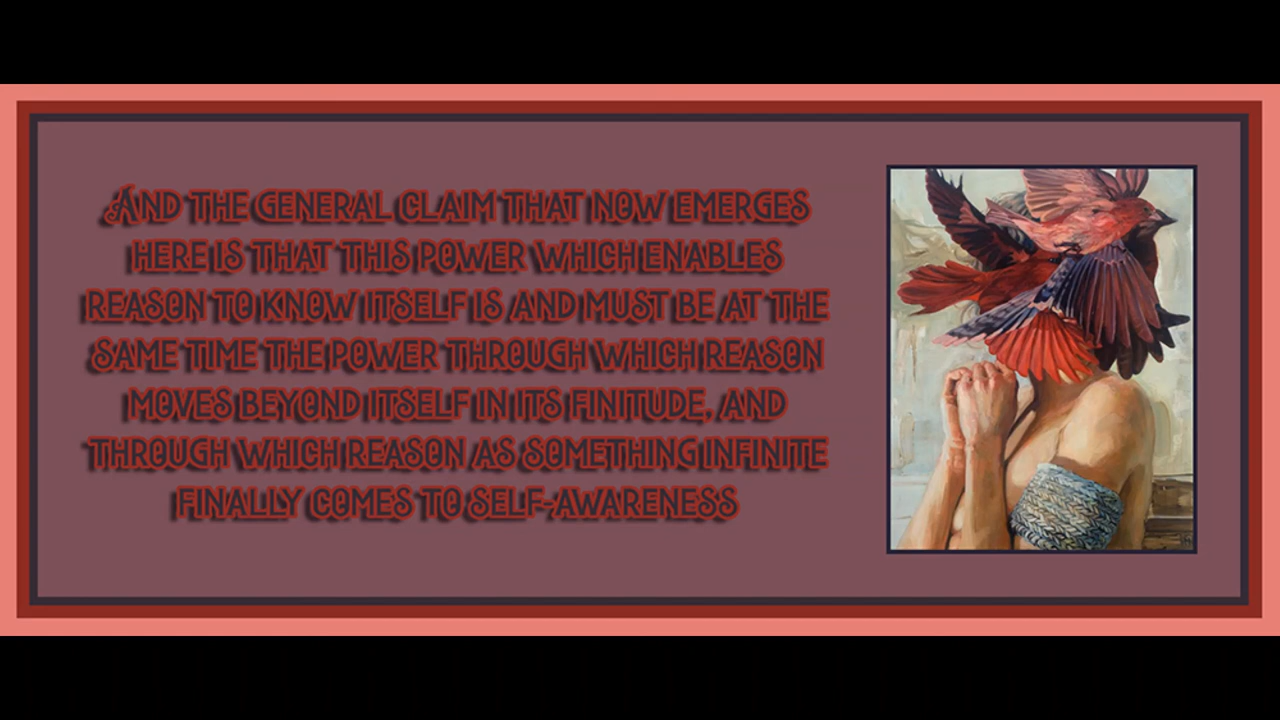 And the general claim that now emerges
here is that this power which enables
reason to know itself is and must be at the
same time the power through which reason
moves beyond itself in its finitude, and
through which reason as something infinite
finally comes to self-awareness